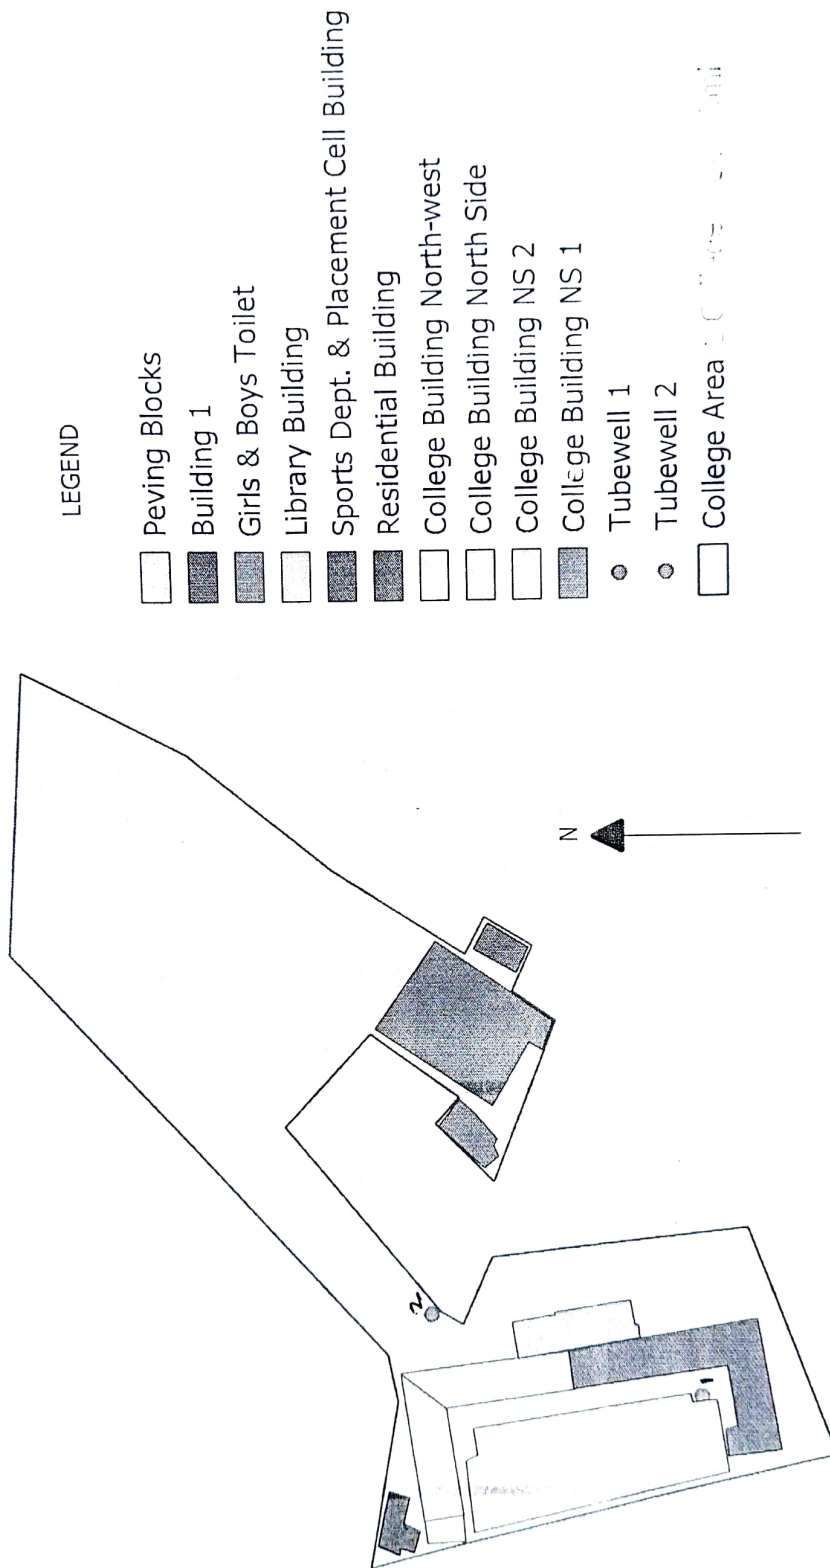 LEGEND
Peving Blocks
Building 1
Girls & Boys Toilet
Library Building
Sports Dept. & Placement Cell Building
Residential Building
College Building North-west
College Building North Side
College Building NS 2
College Building NS 1
Tubewell 1
Tubewell 2
College Area
N
2
1